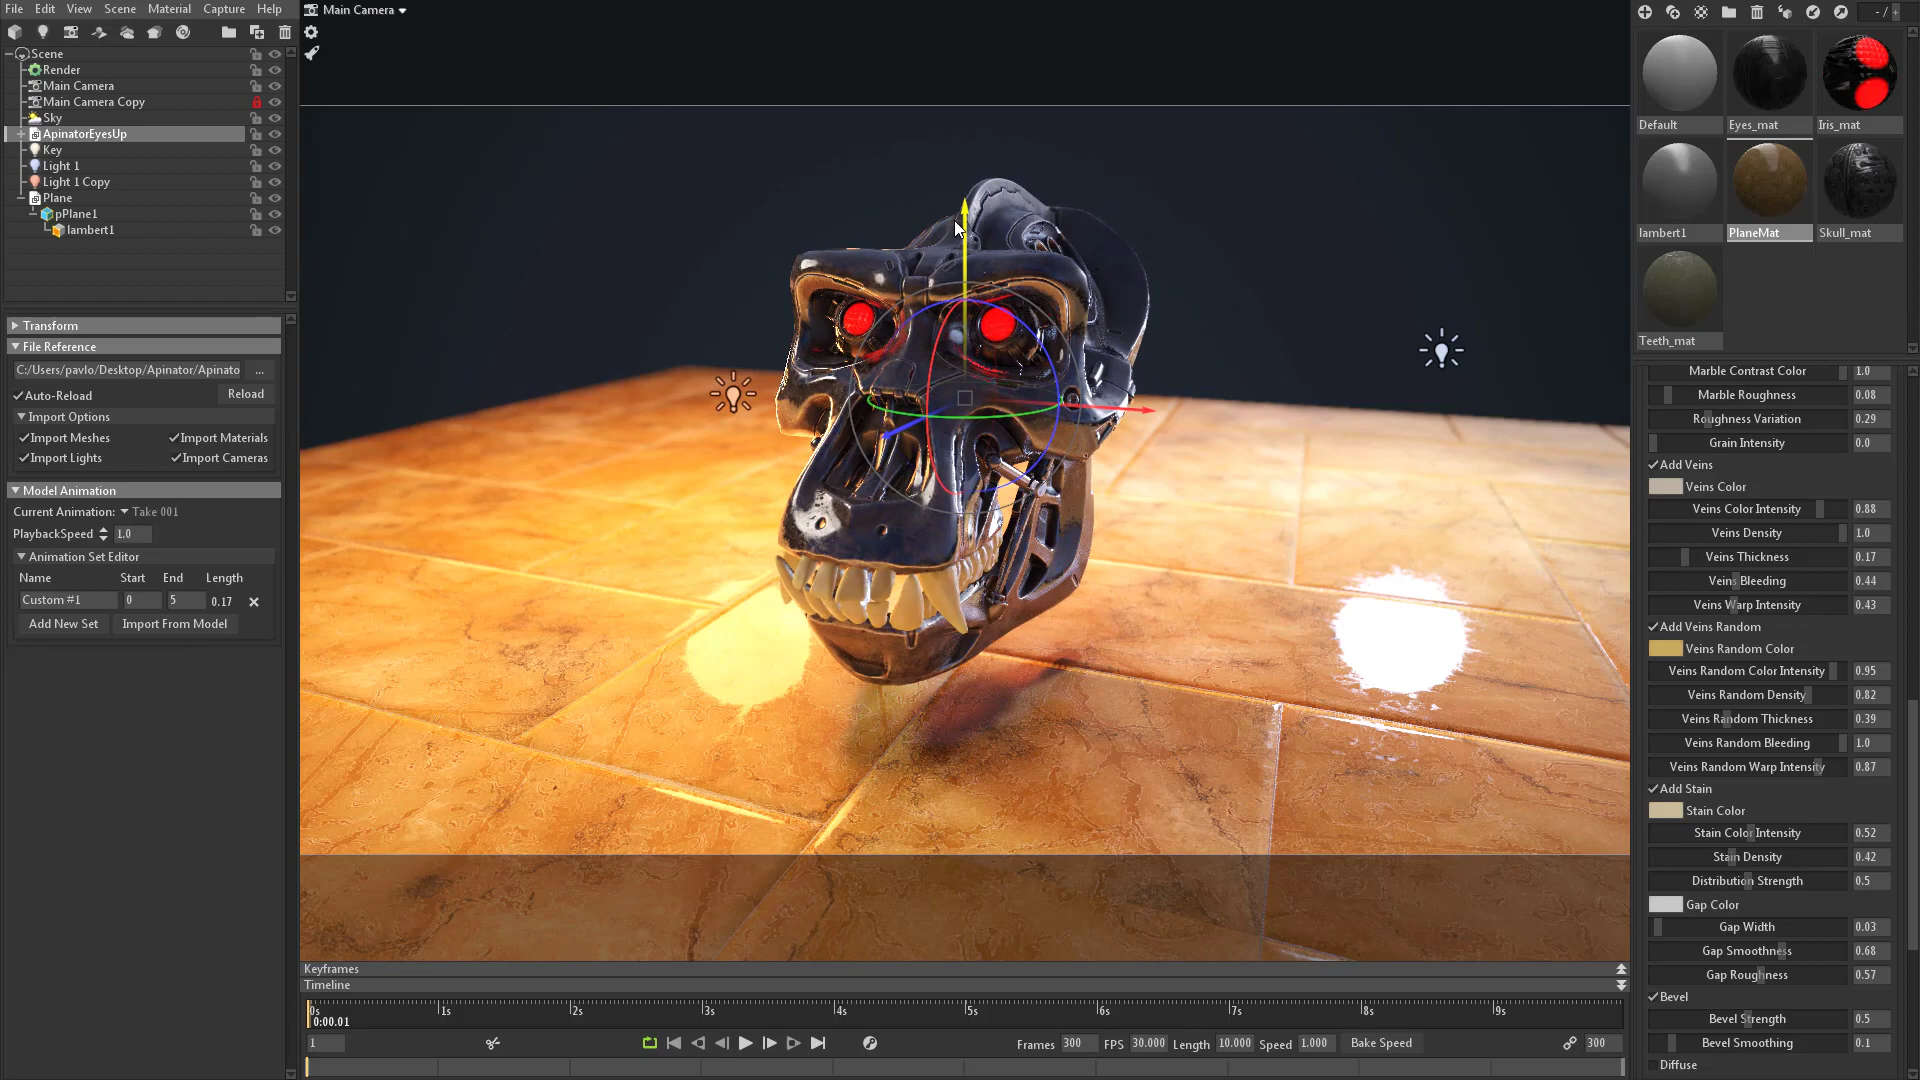 File Edit View Scene Material Capture Help
Main Camera
- /
Scene
Render
Main Camera
Main Camera Copy
Sky
ApinatorEyesUp
Key
Light 1
Light 1 Copy
Plane
pPlane1
lambert1
Transform
File Reference
C:/Users/pavlo/Desktop/Apinator/Apinato ...
Auto-Reload Reload
Import Options
Import Meshes Import Materials
Import Lights Import Cameras
Model Animation
Current Animation: Take 001
PlaybackSpeed 1.0
Animation Set Editor
Name Start End Length
Custom #1 0 5 0.17
Add New Set Import From Model
Default Eyes_mat Iris_mat
lambert1 PlaneMat Skull_mat
Teeth_mat
Marble Contrast Color 1.0
Marble Roughness 0.08
Roughness Variation 0.29
Grain Intensity 0.0
Add Veins
Veins Color
Veins Color Intensity 0.88
Veins Density 1.0
Veins Thickness 0.17
Veins Bleeding 0.44
Veins Warp Intensity 0.43
Add Veins Random
Veins Random Color
Veins Random Color Intensity 0.95
Veins Random Density 0.82
Veins Random Thickness 0.39
Veins Random Bleeding 1.0
Veins Random Warp Intensity 0.87
Add Stain
Stain Color
Stain Color Intensity 0.52
Stain Density 0.42
Distribution Strength 0.5
Gap Color
Gap Width 0.03
Gap Smoothness 0.68
Gap Roughness 0.57
Bevel
Bevel Strength 0.5
Bevel Smoothing 0.1
Diffuse
Keyframes
Timeline
0s 1s 2s 3s 4s 5s 6s 7s 8s 9s
0:00.01
1 Frames 300 FPS 30.000 Length 10.000 Speed 1.000 Bake Speed 300